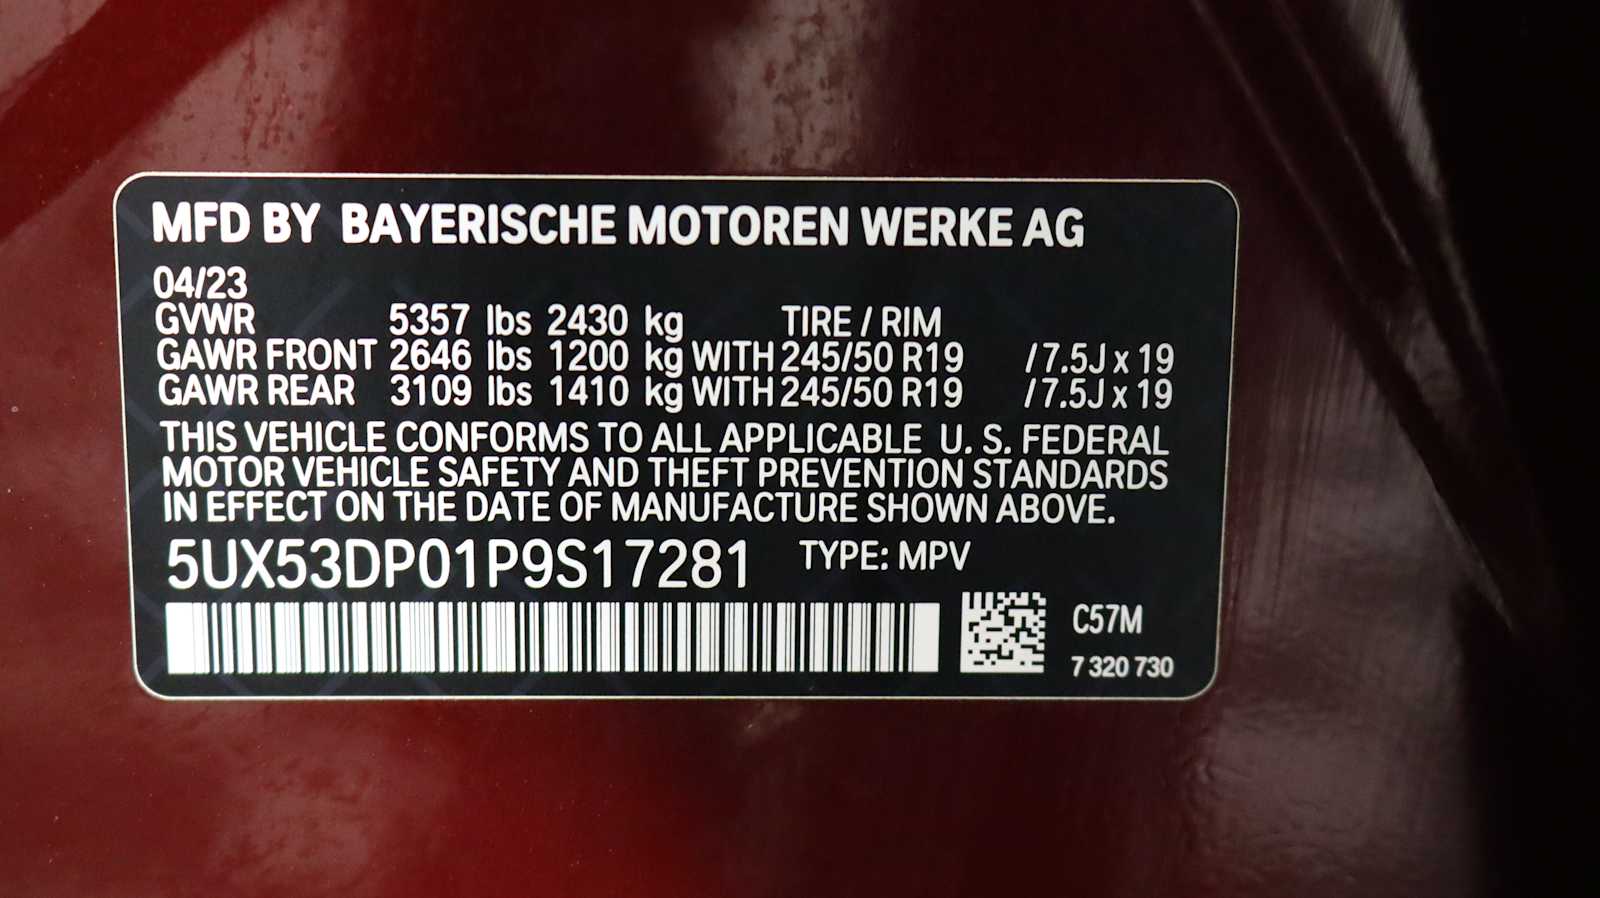 MFD BY BAYERISCHE MOTOREN WERKE AG
04/23
GVWR 5357 lbs 2430 kg TIRE / RIM
GAWR FRONT 2646 lbs 1200 kg WITH 245/50 R19 / 7.5J x 19
GAWR REAR 3109 lbs 1410 kg WITH 245/50 R19 / 7.5J x 19
THIS VEHICLE CONFORMS TO ALL APPLICABLE U. S. FEDERAL
MOTOR VEHICLE SAFETY AND THEFT PREVENTION STANDARDS
IN EFFECT ON THE DATE OF MANUFACTURE SHOWN ABOVE.
5UX53DP01P9S17281 TYPE: MPV
C57M
7 320 730